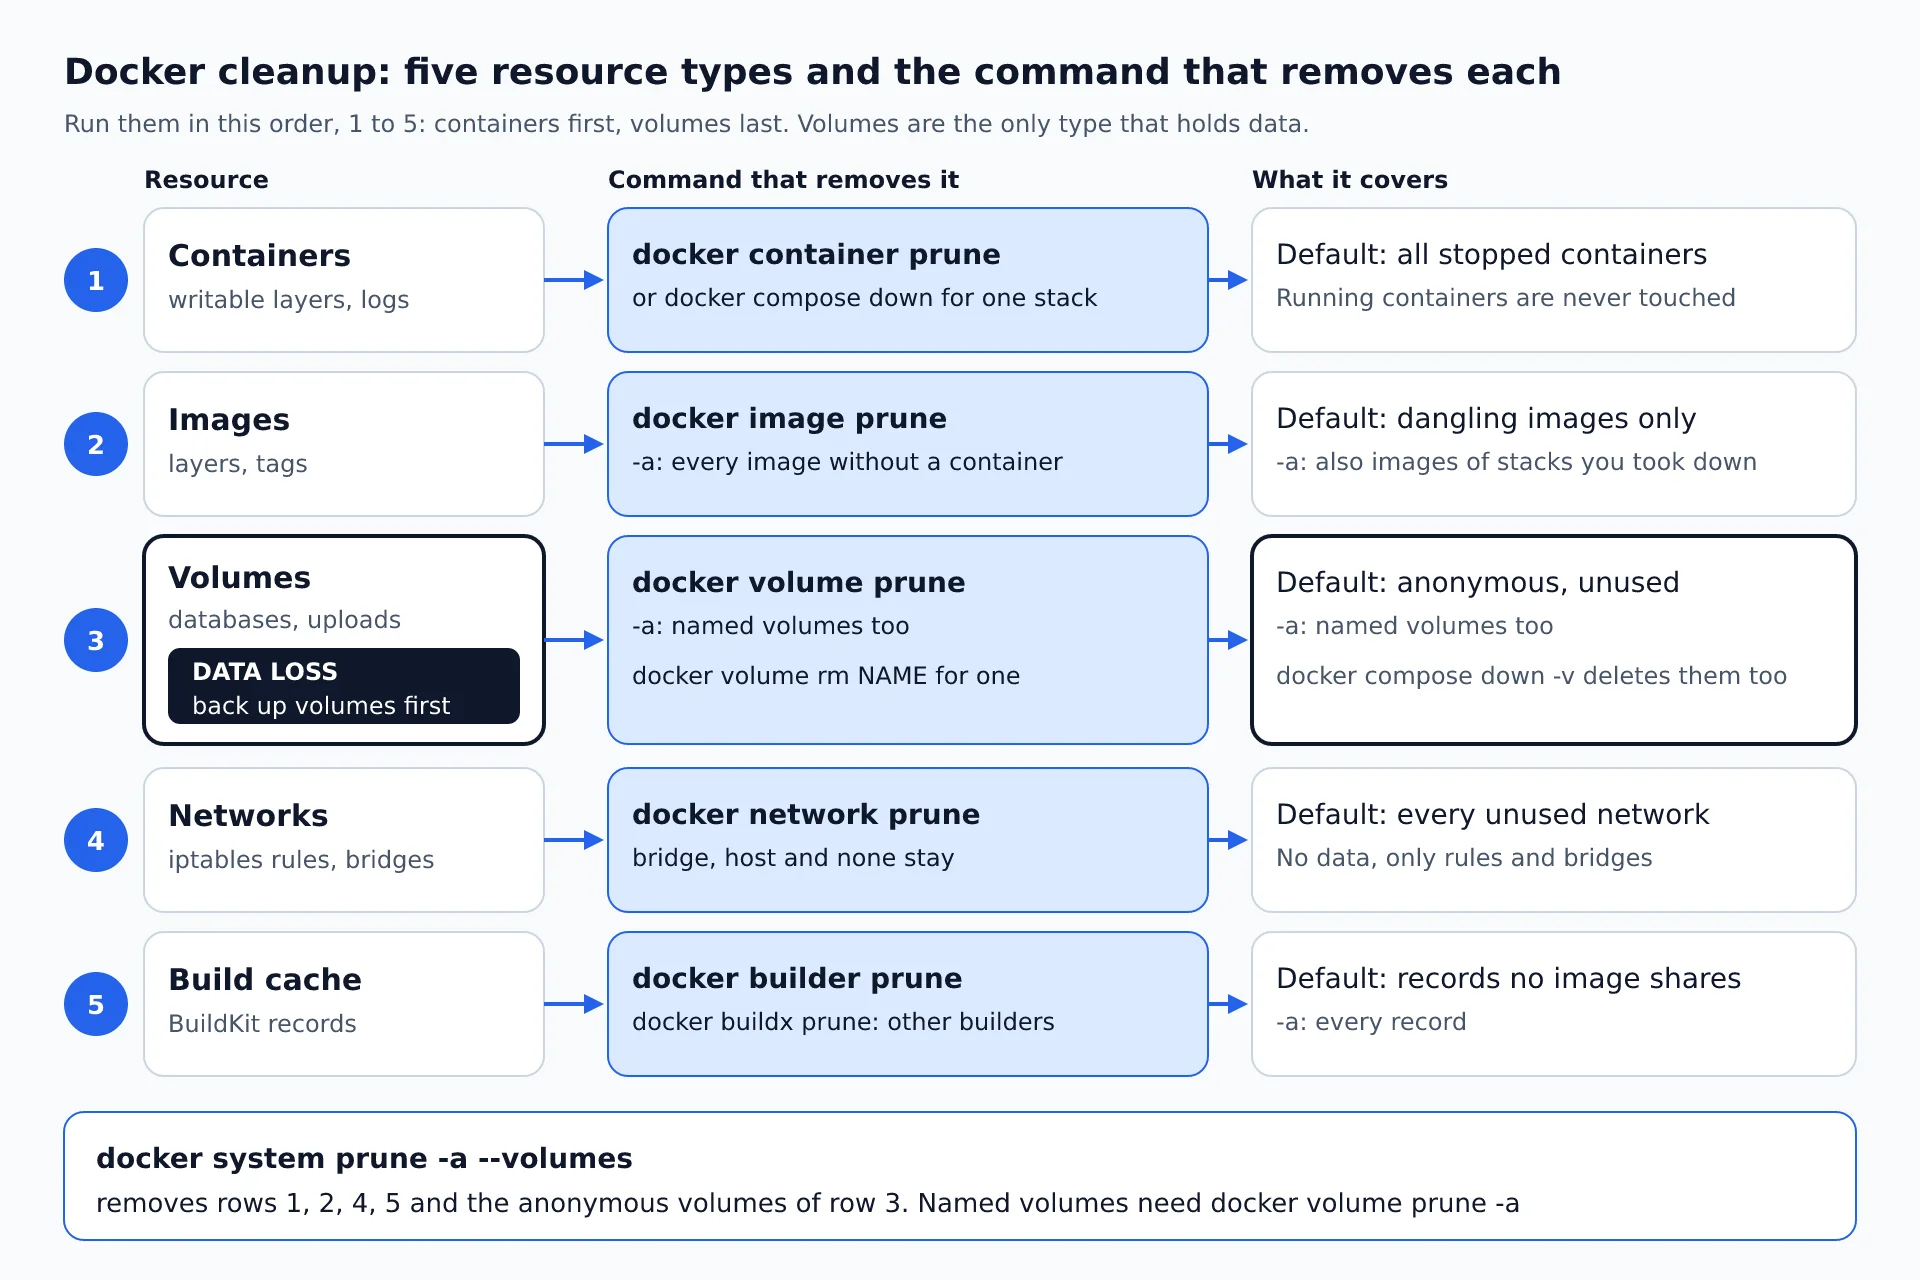 Docker cleanup: five resource types and the command that removes each
Run them in this order, 1 to 5: containers first, volumes last. Volumes are the only type that holds data.
Resource
Command that removes it
What it covers
1
Containers
writable layers, logs
docker container prune
or docker compose down for one stack
Default: all stopped containers
Running containers are never touched
2
Images
layers, tags
docker image prune
-a: every image without a container
Default: dangling images only
-a: also images of stacks you took down
3
Volumes
databases, uploads
DATA LOSS
back up volumes first
docker volume prune
-a: named volumes too
docker volume rm NAME for one
Default: anonymous, unused
-a: named volumes too
docker compose down -v deletes them too
4
Networks
iptables rules, bridges
docker network prune
bridge, host and none stay
Default: every unused network
No data, only rules and bridges
5
Build cache
BuildKit records
docker builder prune
docker buildx prune: other builders
Default: records no image shares
-a: every record
docker system prune -a --volumes
removes rows 1, 2, 4, 5 and the anonymous volumes of row 3. Named volumes need docker volume prune -a